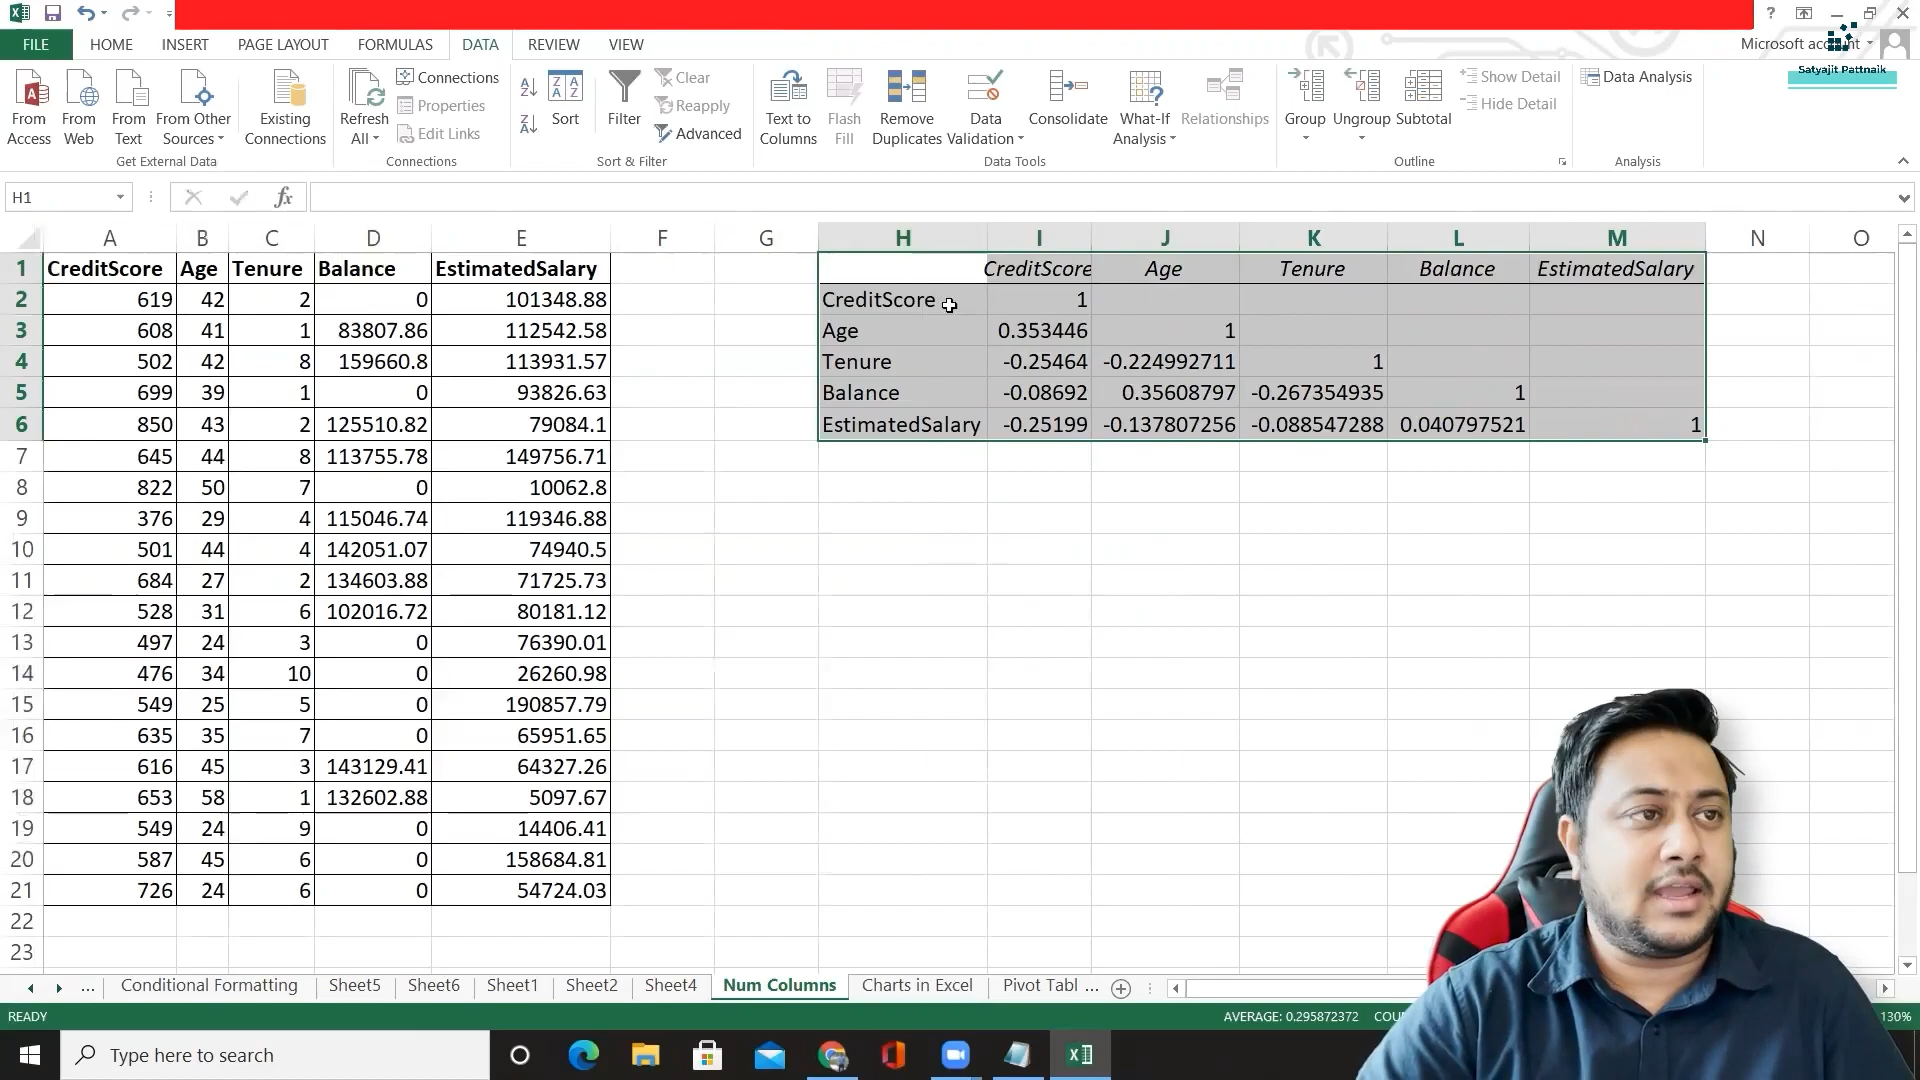 ?
FILE HOME INSERT PAGE LAYOUT FORMULAS DATA REVIEW VIEW
Satyajit Pattnaik
From Access
From Web
From Text
From Other Sources
Existing Connections
Get External Data
Refresh All
Connections
Properties
Edit Links
Connections
Sort
Filter
Clear
Reapply
Advanced
Sort & Filter
Text to Columns
Flash Fill
Remove Duplicates
Data Validation
Consolidate
What-If Analysis
Relationships
Data Tools
Group
Ungroup
Subtotal
Show Detail
Hide Detail
Outline
Data Analysis
Analysis
H1 fx
A B C D E F G H I J K L M N O
1 CreditScore Age Tenure Balance EstimatedSalary CreditScore Age Tenure Balance EstimatedSalary
2 619 42 2 0 101348.88 CreditScore 1
3 608 41 1 83807.86 112542.58 Age 0.353446 1
4 502 42 8 159660.8 113931.57 Tenure -0.25464 -0.224992711 1
5 699 39 1 0 93826.63 Balance -0.08692 0.35608797 -0.267354935 1
6 850 43 2 125510.82 79084.1 EstimatedSalary -0.25199 -0.137807256 -0.088547288 0.040797521 1
7 645 44 8 113755.78 149756.71
8 822 50 7 0 10062.8
9 376 29 4 115046.74 119346.88
10 501 44 4 142051.07 74940.5
11 684 27 2 134603.88 71725.73
12 528 31 6 102016.72 80181.12
13 497 24 3 0 76390.01
14 476 34 10 0 26260.98
15 549 25 5 0 190857.79
16 635 35 7 0 65951.65
17 616 45 3 143129.41 64327.26
18 653 58 1 132602.88 5097.67
19 549 24 9 0 14406.41
20 587 45 6 0 158684.81
21 726 24 6 0 54724.03
22
23
... Conditional Formatting Sheet5 Sheet6 Sheet1 Sheet2 Sheet4 Num Columns Charts in Excel Pivot Tabl ...
READY AVERAGE: 0.295872372 130%
Type here to search